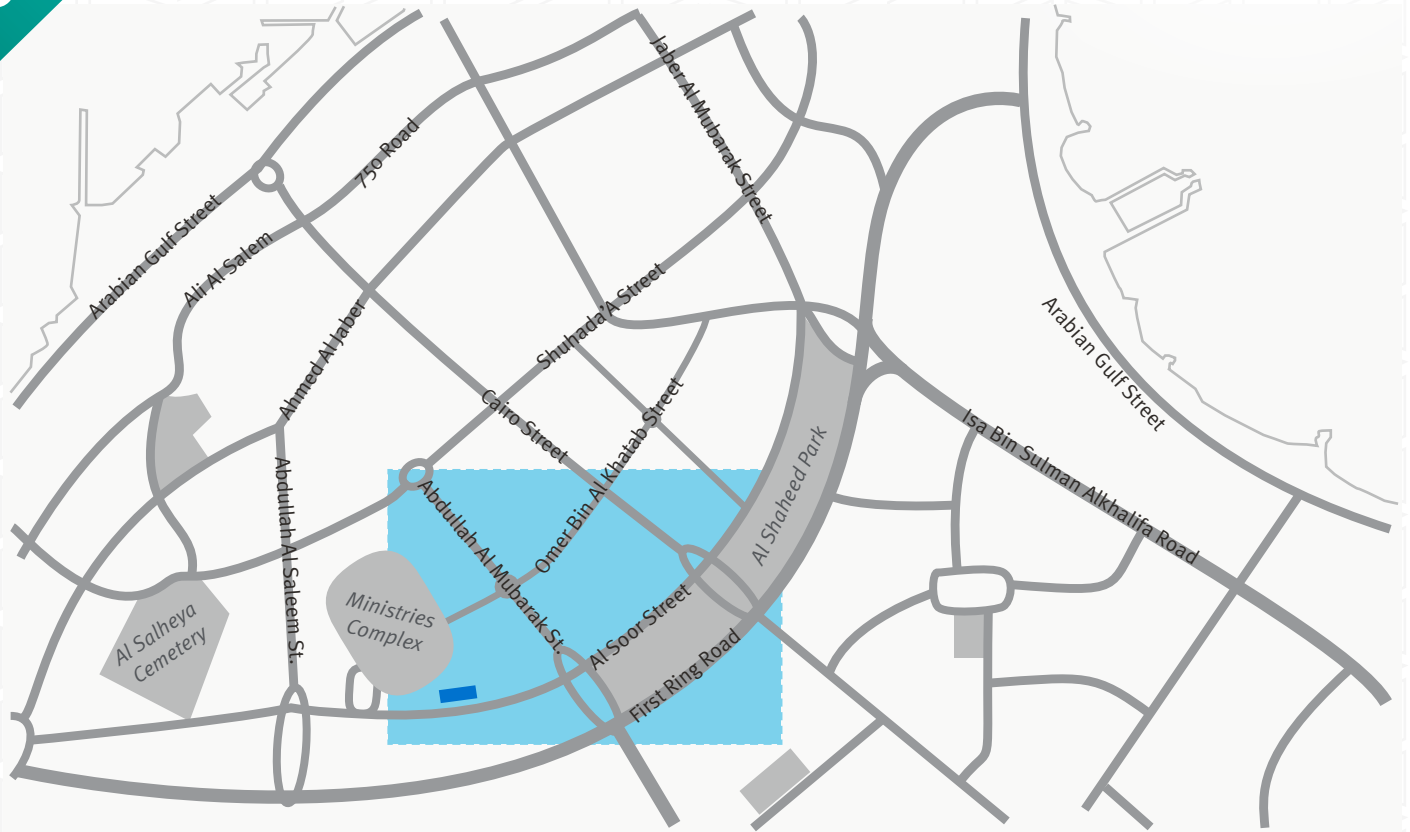 Jaber Al Mubarak Street
750 Road
Arabian Gulf Street
Ali Al Salem
Shuhada'A Street
Ahmed Al Jaber
Arabian Gulf Street
Cairo Street
Omer Bin Al Khatab Street
Isa Bin Sulman Alkhalifa Road
Al Shaheed Park
Abdullah Al Saleem St.
Abdullah Al Mubarak St.
Ministries
Complex
Al Salheya
Cemetery
Al Soor Street
First Ring Road